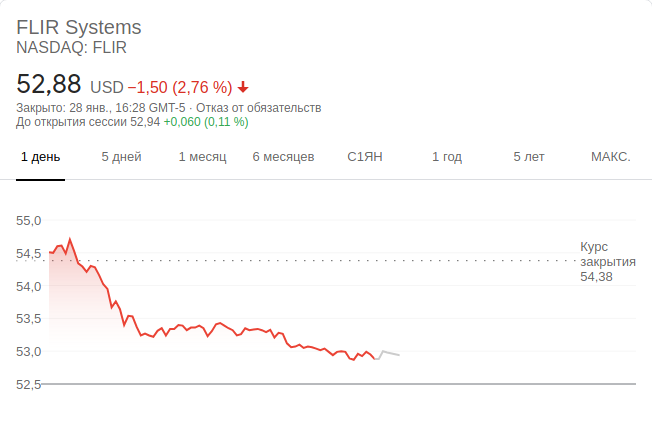 FLIR Systems
NASDAQ: FLIR
52,88 USD −1,50 (2,76 %)
Закрыто: 28 янв., 16:28 GMT-5 · Отказ от обязательств
До открытия сессии 52,94 +0,060 (0,11 %)
1 день 5 дней 1 месяц 6 месяцев С1ЯН 1 год 5 лет МАКС.
55,0
54,5
54,0
53,5
53,0
52,5
Курс
закрытия
54,38